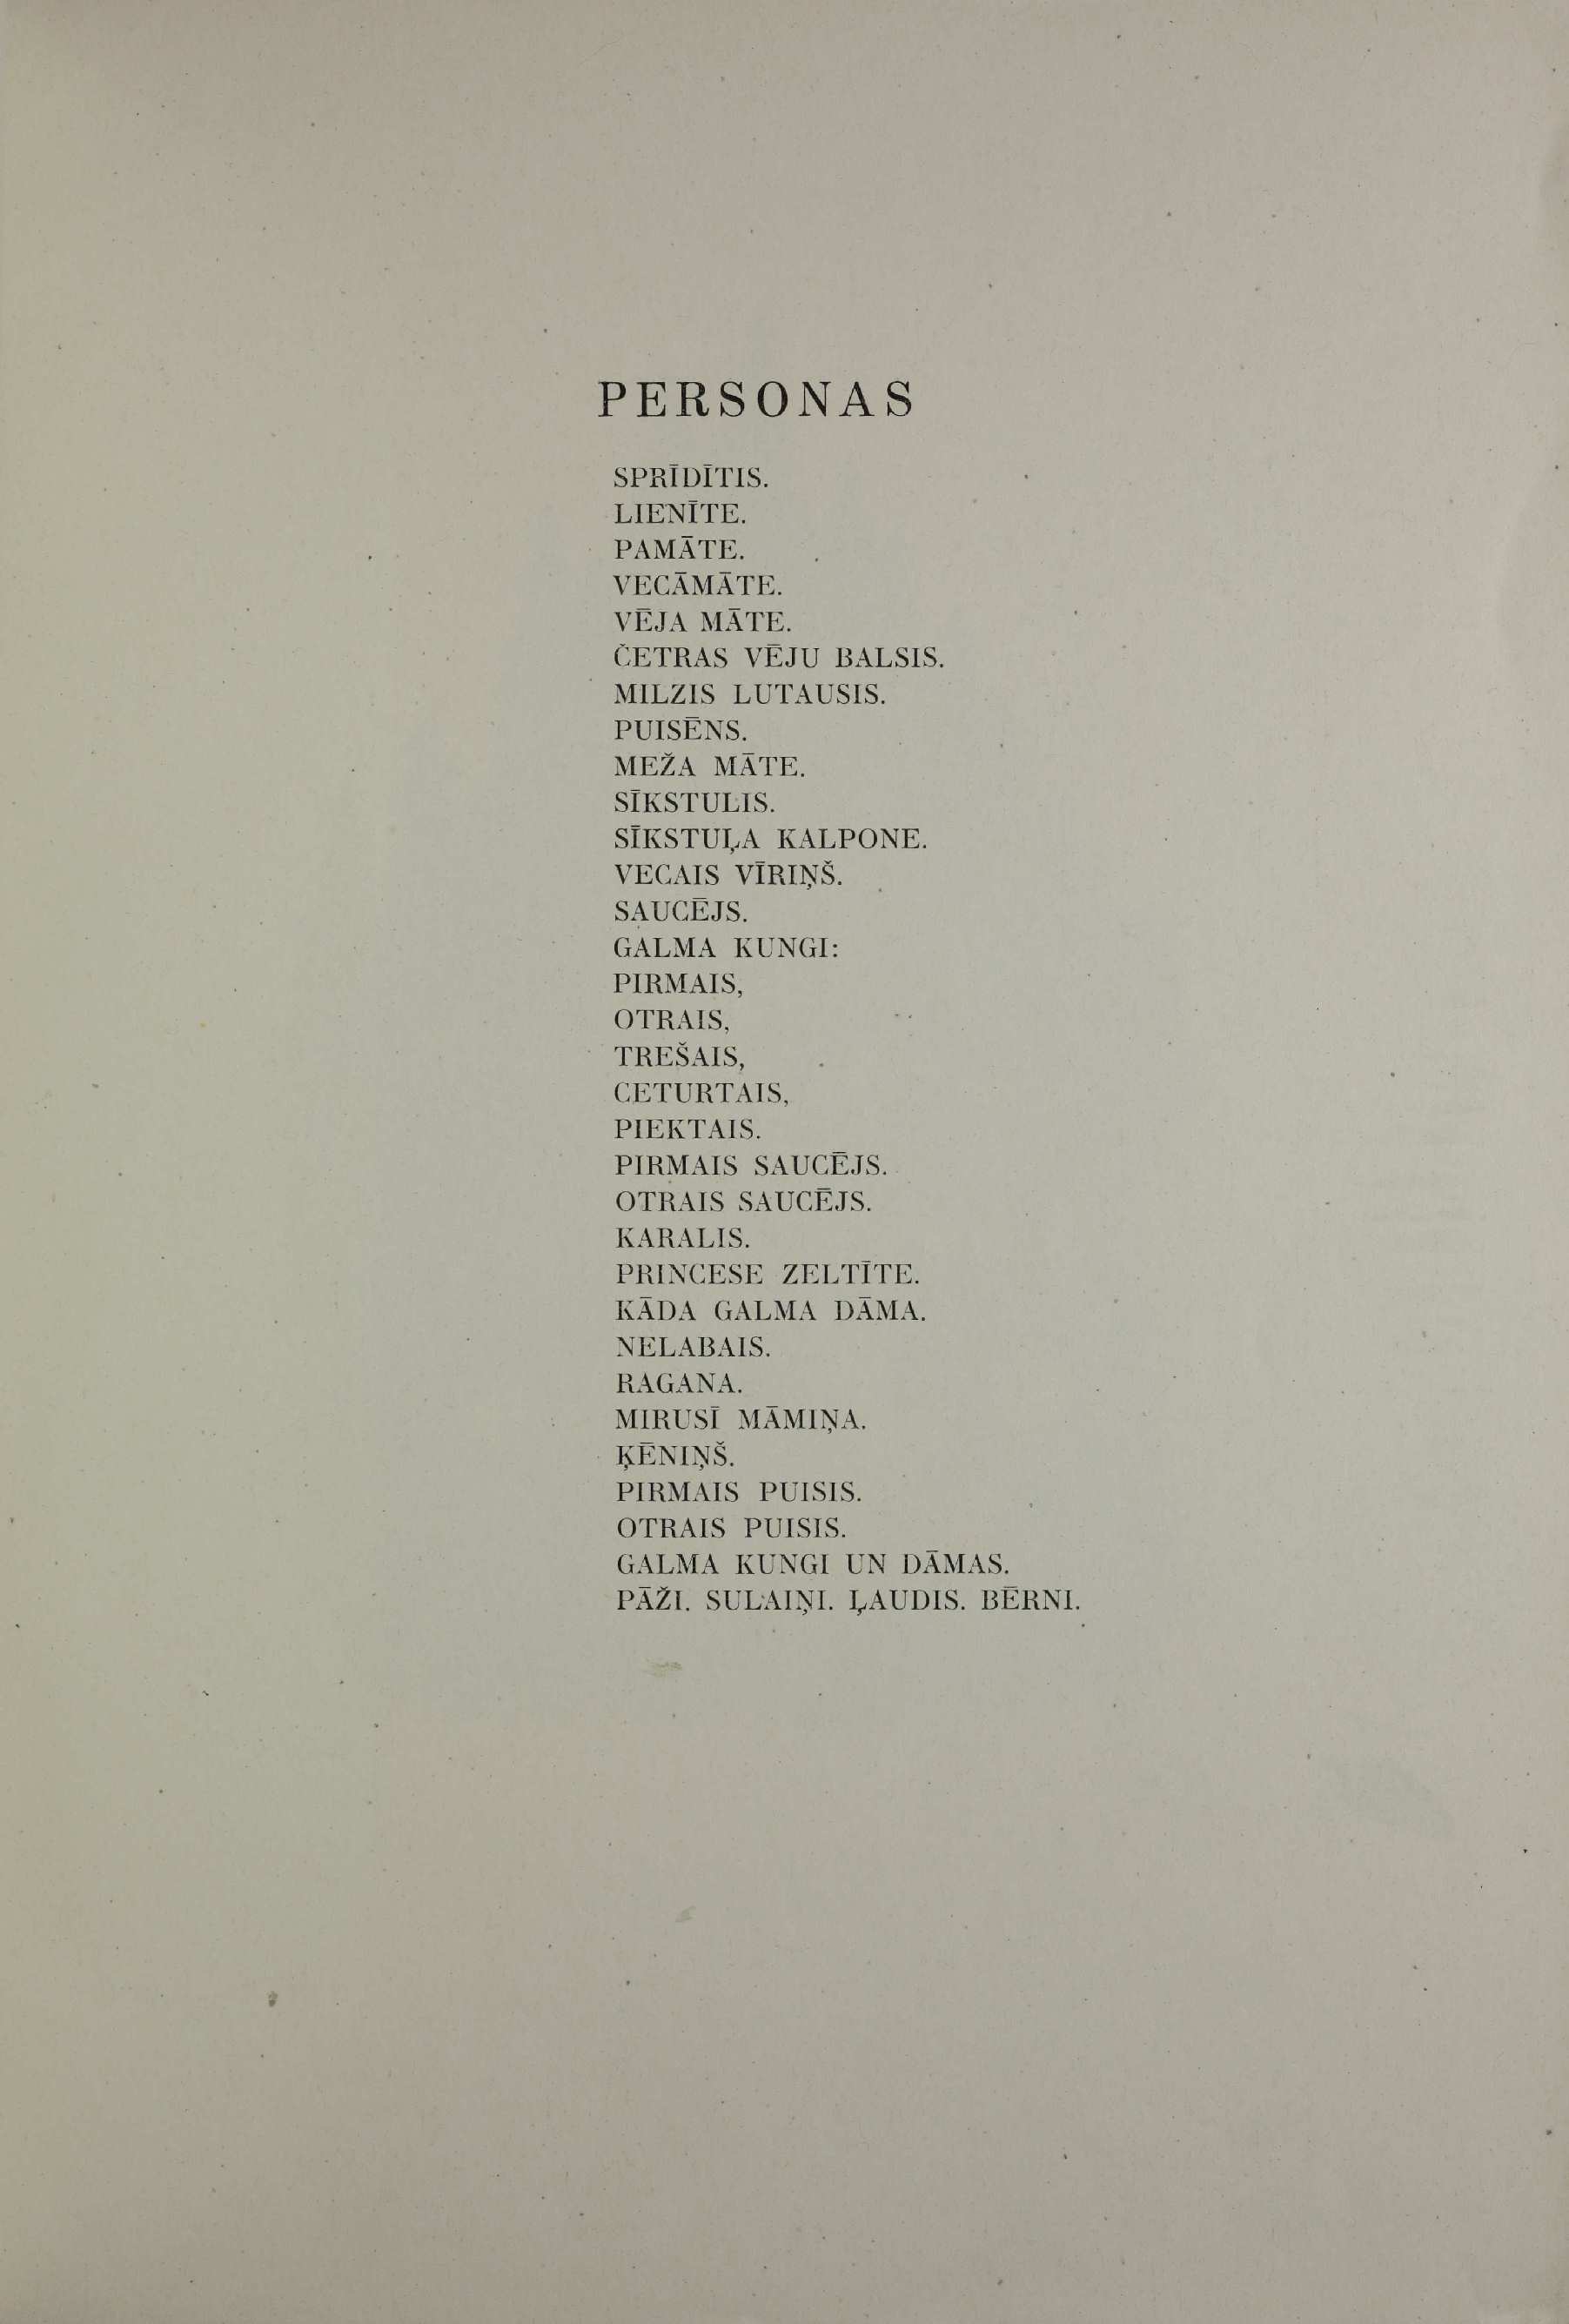 PERSONAS
SPRĪDĪTIS.
LIENĪTE.
PAMĀTE.
VECĀMĀTE.
VĒJA MĀTE.
ČETRAS VĒJU BALSIS.
MILZIS LUTAUSIS.
PUISĒNS.
MEŽA MĀTE.
SĪKSTULIS.
SĪKSTUĻA KALPONE.
VECAIS VĪRIŅŠ.
SAUCĒJS.
GALMA KUNGI:
PIRMAIS,
OTRAIS,
TREŠAIS,
CETURTAIS,
PIEKTAIS.
PIRMAIS SAUCĒJS.
OTRAIS SAUCĒJS.
KARALIS.
PRINCESE ZELTĪTE.
KĀDA GALMA DĀMA.
NELABAIS.
RAGANA.
MIRUSĪ MĀMIŅA.
ĶĒNIŅŠ.
PIRMAIS PUISIS.
OTRAIS PUISIS.
GALMA KUNGI UN DĀMAS.
PĀŽI. SULAIŅI. ĻAUDIS. BĒRNI.